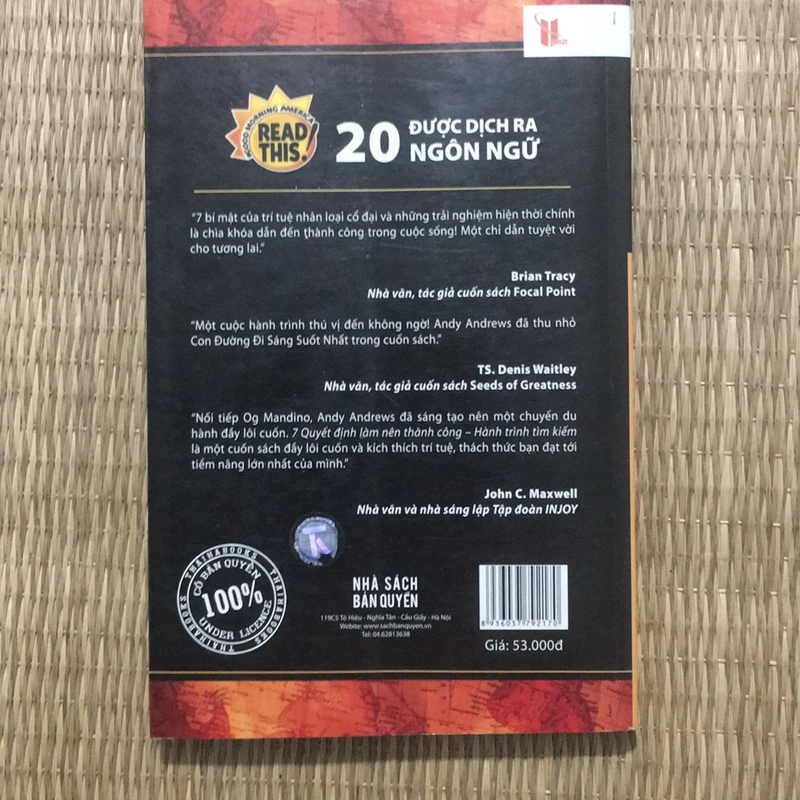 GOOD MORNING AMERICA
READ
THIS!
20 ĐƯỢC DỊCH RA
NGÔN NGỮ
“7 bí mật của trí tuệ nhân loại cổ đại và những trải nghiệm hiện thời chính
là chìa khóa dẫn đến thành công trong cuộc sống! Một chỉ dẫn tuyệt vời
cho tương lai.”
Brian Tracy
Nhà văn, tác giả cuốn sách Focal Point
“Một cuộc hành trình thú vị đến không ngờ! Andy Andrews đã thu nhỏ
Con Đường Đi Sáng Suốt Nhất trong cuốn sách.”
TS. Denis Waitley
Nhà văn, tác giả cuốn sách Seeds of Greatness
“Nối tiếp Og Mandino, Andy Andrews đã sáng tạo nên một chuyến du
hành đầy lôi cuốn. 7 Quyết định làm nên thành công – Hành trình tìm kiếm
là một cuốn sách đầy lôi cuốn và kích thích trí tuệ, thách thức bạn đạt tới
tiềm năng lớn nhất của mình.”
John C. Maxwell
Nhà văn và nhà sáng lập Tập đoàn INJOY
THAIHABOOKS THAIHABOOKS THAIHABOOKS
CÓ BẢN QUYỀN
100%
UNDER LICENCE
NHÀ SÁCH
BẢN QUYỀN
119C5 Tô Hiệu - Nghĩa Tân - Cầu Giấy - Hà Nội
Webite: www.sachbanquyen.vn
Tel: 04.62813638
8 936037 792170
Giá: 53.000đ